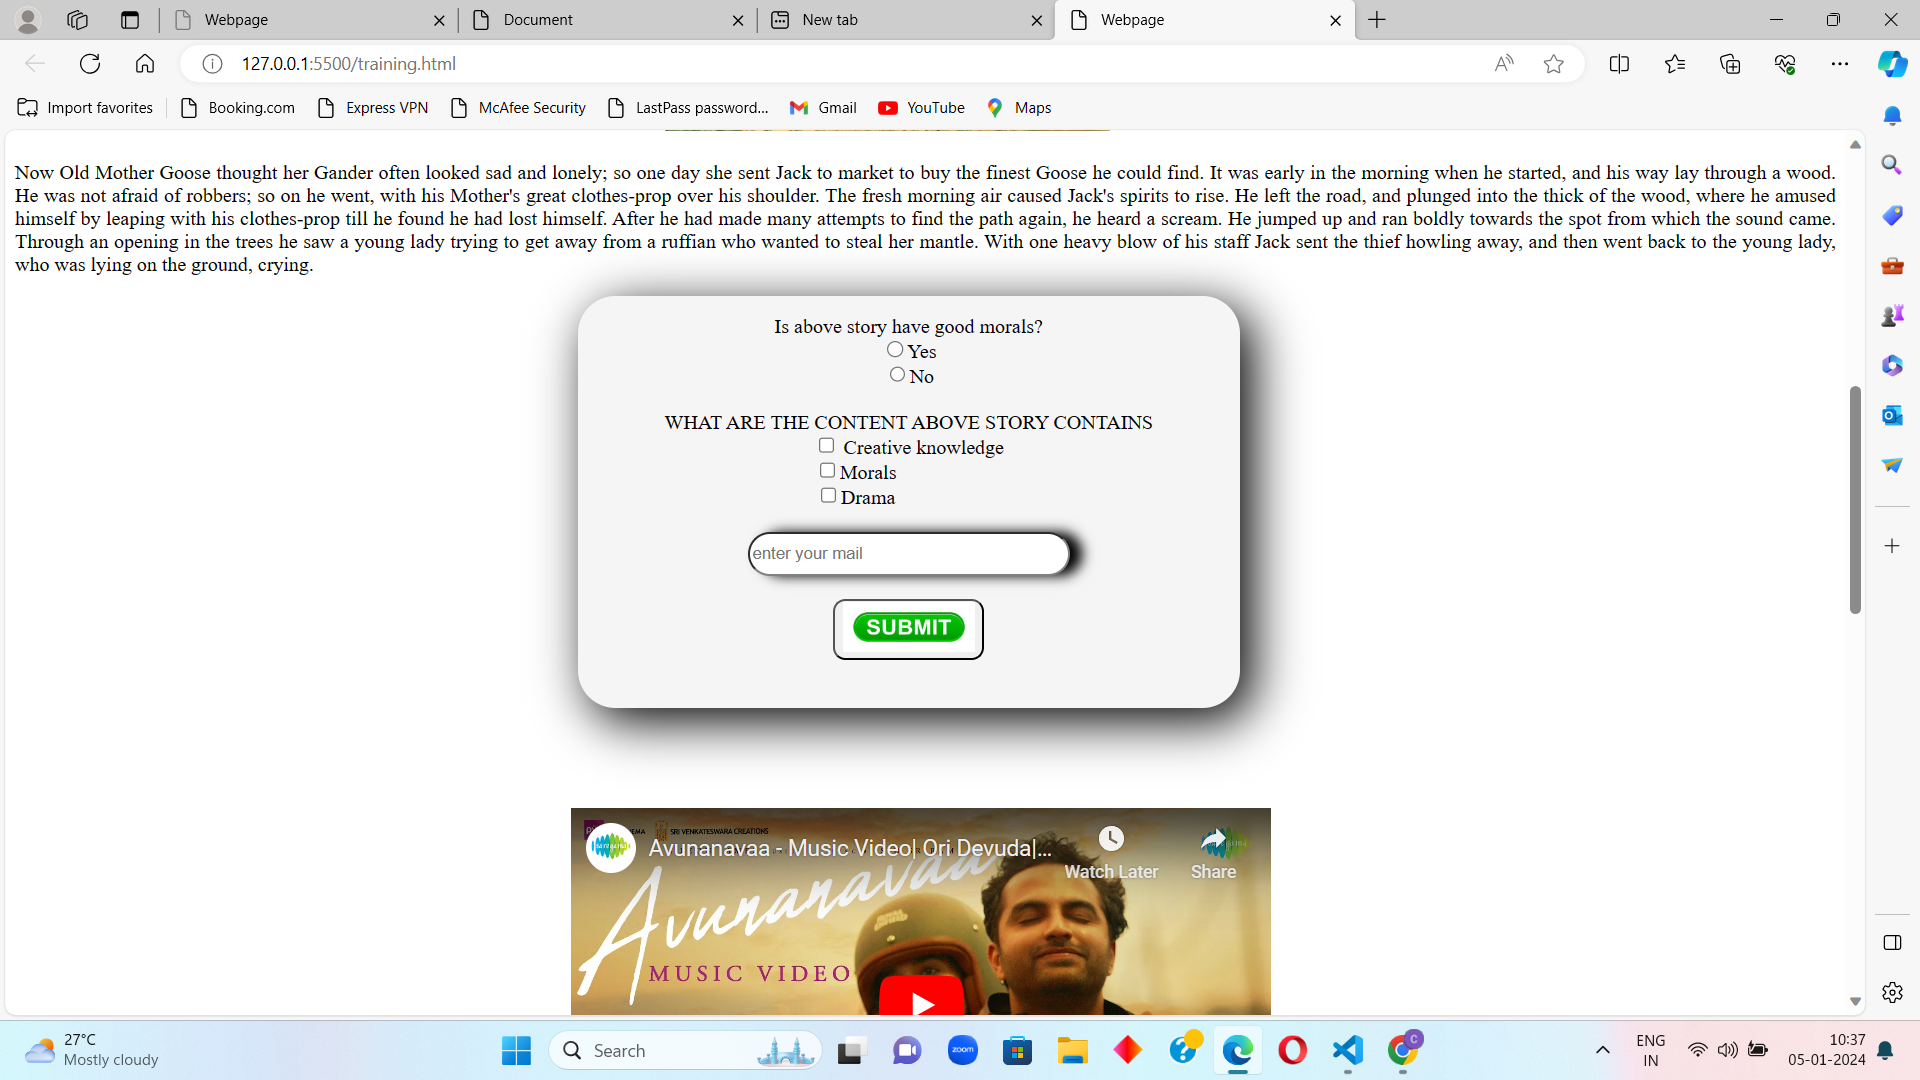 Webpage
Document
New tab
Webpage
127.0.0.1:5500/training.html
Import favorites
Booking.com
Express VPN
McAfee Security
LastPass password...
Gmail
YouTube
Maps
Now Old Mother Goose thought her Gander often looked sad and lonely; so one day she sent Jack to market to buy the finest Goose he could find. It was early in the morning when he started, and his way lay through a wood.
He was not afraid of robbers; so on he went, with his Mother's great clothes-prop over his shoulder. The fresh morning air caused Jack's spirits to rise. He left the road, and plunged into the thick of the wood, where he amused
himself by leaping with his clothes-prop till he found he had lost himself. After he had made many attempts to find the path again, he heard a scream. He jumped up and ran boldly towards the spot from which the sound came.
Through an opening in the trees he saw a young lady trying to get away from a ruffian who wanted to steal her mantle. With one heavy blow of his staff Jack sent the thief howling away, and then went back to the young lady,
who was lying on the ground, crying.
Is above story have good morals?
Yes
No
WHAT ARE THE CONTENT ABOVE STORY CONTAINS
Creative knowledge
Morals
Drama
enter your mail
SUBMIT
SRI VENKATESWARA CREATIONS
Avunanavaa - Music Video| Ori Devuda|...
Watch Later
Share
Avunanavaa
MUSIC VIDEO
27°C
Mostly cloudy
Search
zoom
C
ENG
IN
10:37
05-01-2024